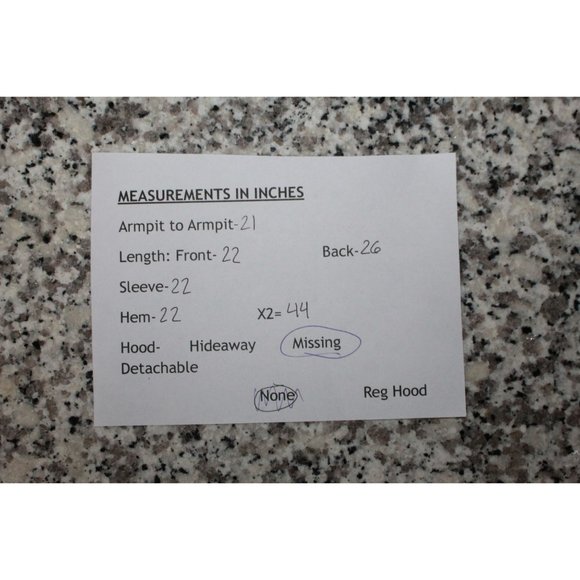 MEASUREMENTS IN INCHES
Armpit to Armpit-21
Length: Front- 22 Back-26
Sleeve-22
Hem-22 X2= 44
Hood- Hideaway Missing
Detachable
None Reg Hood